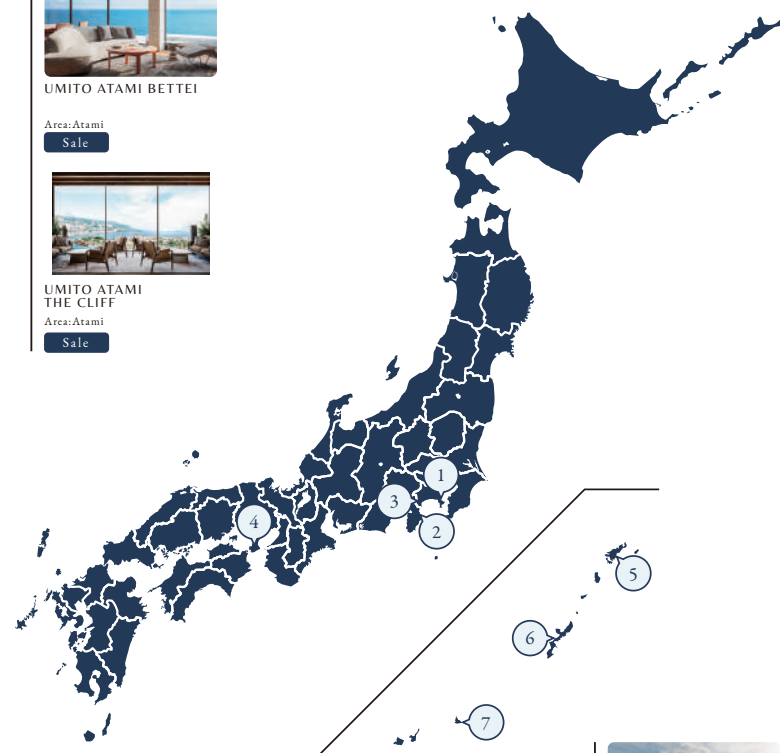 UMITO ATAMI BETTEI
Area:Atami
Sale
UMITO ATAMI
THE CLIFF
Area:Atami
Sale
1
3
4
2
5
6
7